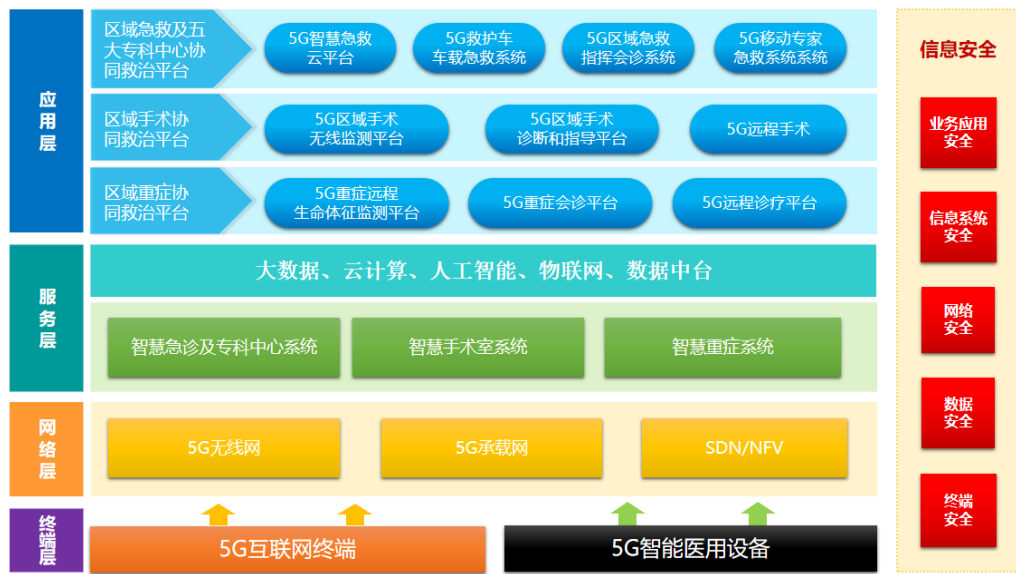 应
用
层
区域急救及五
大专科中心协
同救治平台
5G智慧急救
云平台
5G救护车
车载急救系统
5G区域急救
指挥会诊系统
5G移动专家
急救系统系统
区域手术协
同救治平台
5G区域手术
无线监测平台
5G区域手术
诊断和指导平台
5G远程手术
区域重症协
同救治平台
5G重症远程
生命体征监测平台
5G重症会诊平台
5G远程诊疗平台
服
务
层
大数据、云计算、人工智能、物联网、数据中台
智慧急诊及专科中心系统
智慧手术室系统
智慧重症系统
网
络
层
5G无线网
5G承载网
SDN/NFV
终
端
层
5G互联网终端
5G智能医用设备
信息安全
业务应用
安全
信息系统
安全
网络
安全
数据
安全
终端
安全